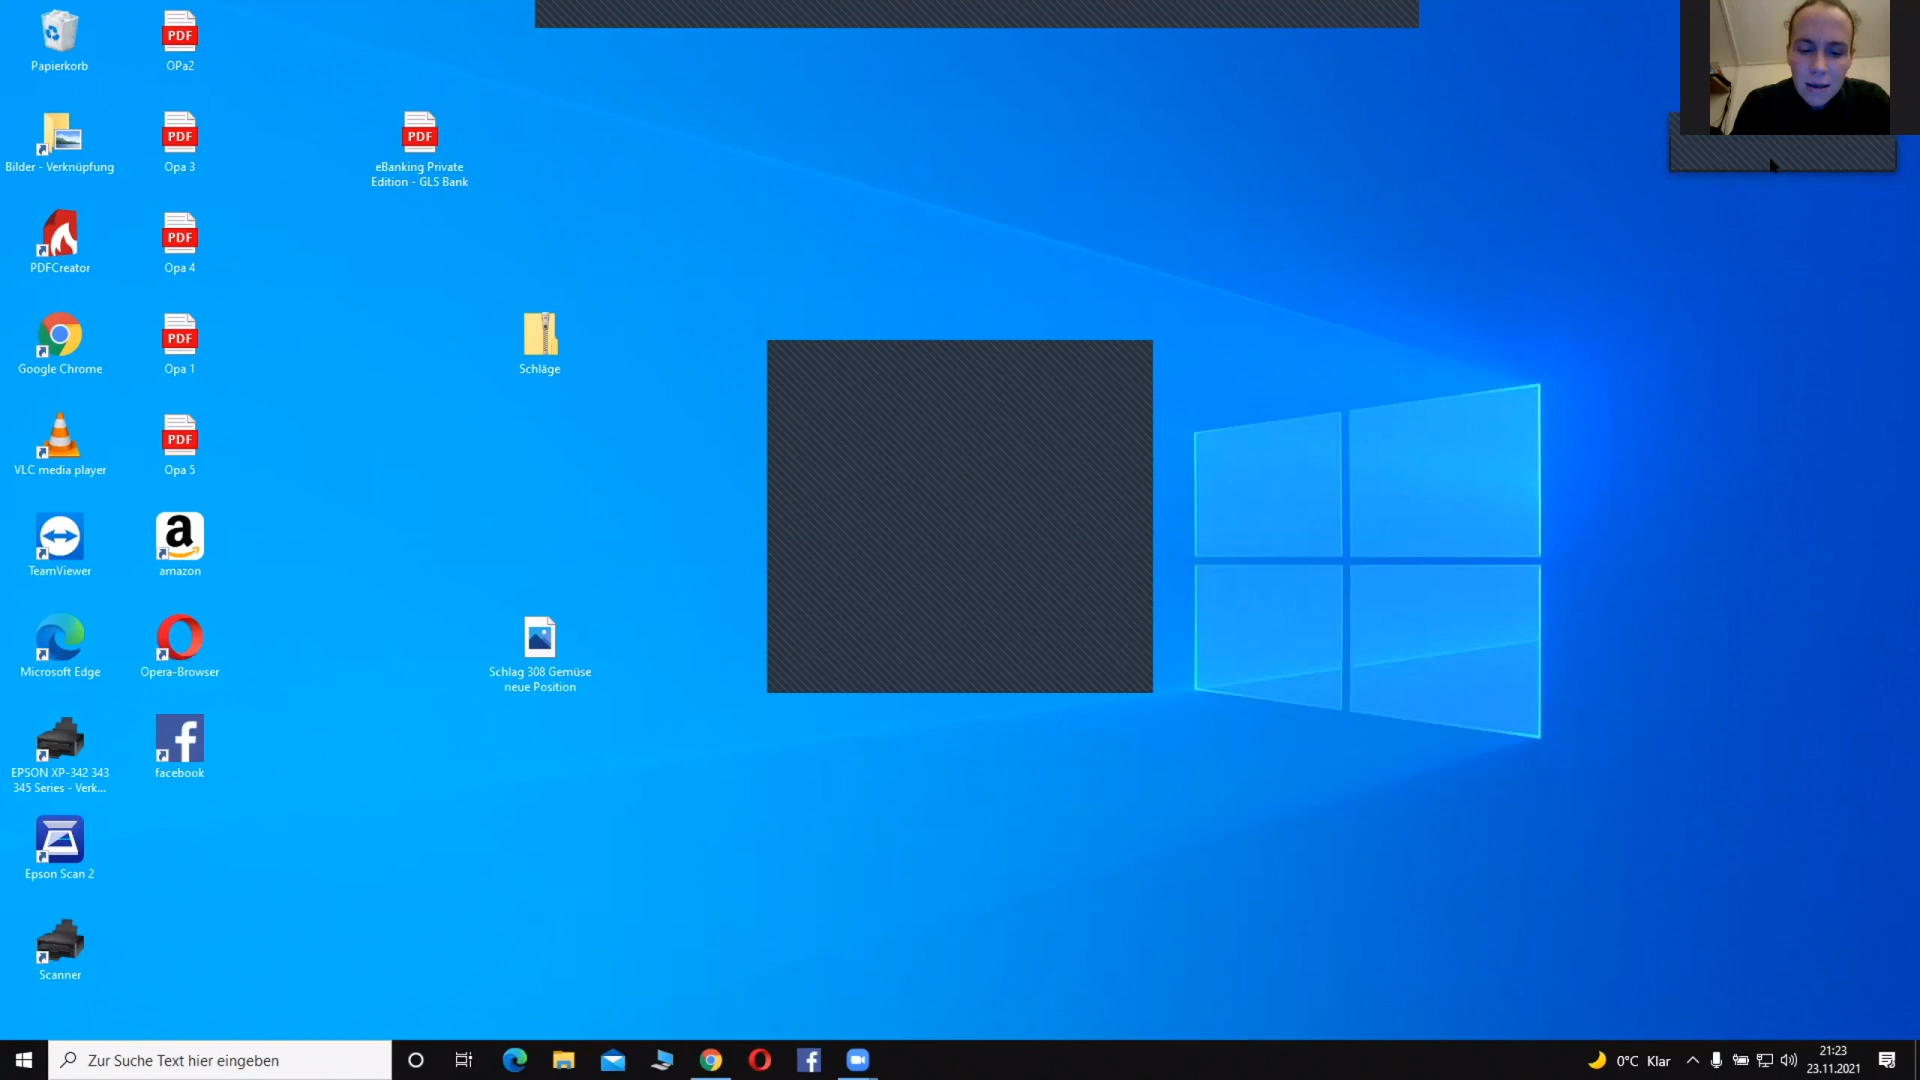 Papierkorb
OPa2
Bilder - Verknüpfung
PDF
Opa 3
PDF
eBanking Private
Edition - GLS Bank
PDF
PDFCreator
PDF
Opa 4
Google Chrome
PDF
Opa 1
Schläge
VLC media player
PDF
Opa 5
TeamViewer
a
amazon
Microsoft Edge
Opera-Browser
Schlag 308 Gemüse
neue Position
EPSON XP-342 343
345 Series - Verk...
facebook
Epson Scan 2
Scanner
Zur Suche Text hier eingeben
0°C Klar
21:23
23.11.2021